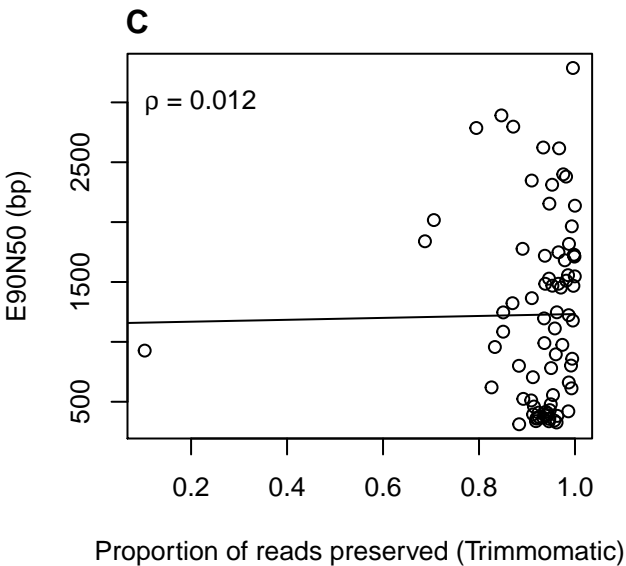 C
ρ = 0.012
E90N50 (bp)
2500
1500
500
0.2 0.4 0.6 0.8 1.0
Proportion of reads preserved (Trimmomatic)